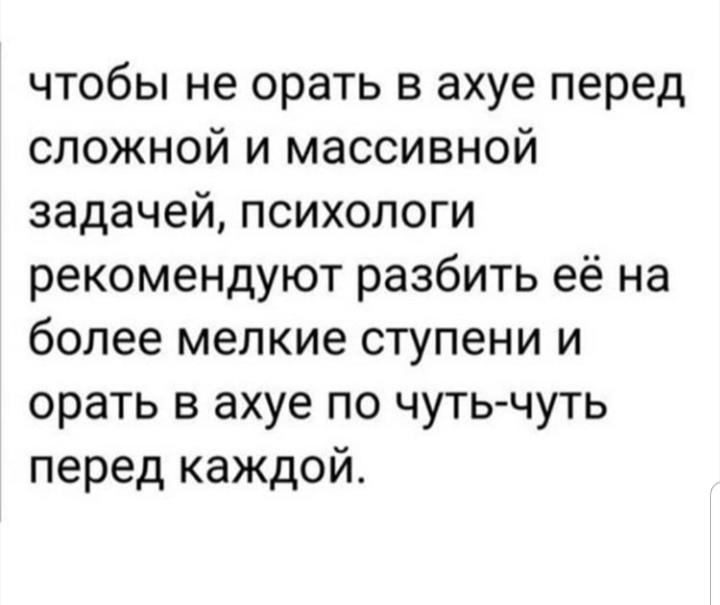 чтобы не орать в ахуе перед
сложной и массивной
задачей, психологи
рекомендуют разбить её на
более мелкие ступени и
орать в ахуе по чуть-чуть
перед каждой.